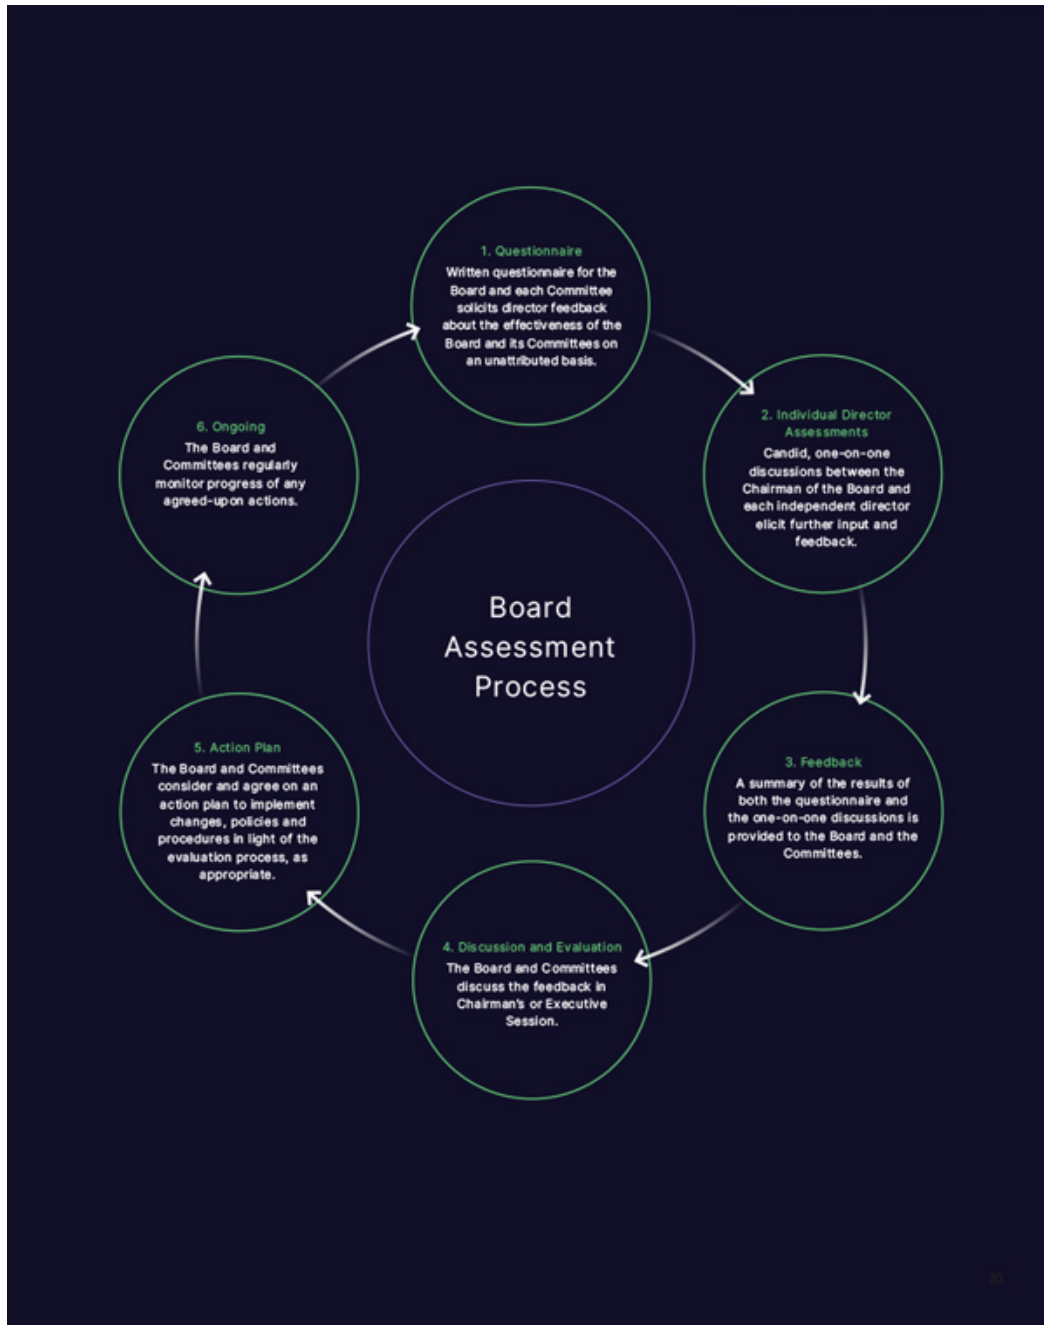 1. Questionnaire
Written questionnaire for the
Board and each Committee
solicits director feedback
about the effectiveness of the
Board and its Committees on
an unattributed basis.
2. Individual Director
Assessments
Candid, one-on-one
discussions between the
Chairman of the Board and
each independent director
elicit further input and
feedback.
3. Feedback
A summary of the results of
both the questionnaire and
the one-on-one discussions is
provided to the Board and the
Committees.
4. Discussion and Evaluation
The Board and Committees
discuss the feedback in
Chairman's or Executive
Session.
5. Action Plan
The Board and Committees
consider and agree on an
action plan to implement
changes, policies and
procedures in light of the
evaluation process, as
appropriate.
6. Ongoing
The Board and
Committees regularly
monitor progress of any
agreed-upon actions.
Board
Assessment
Process
20